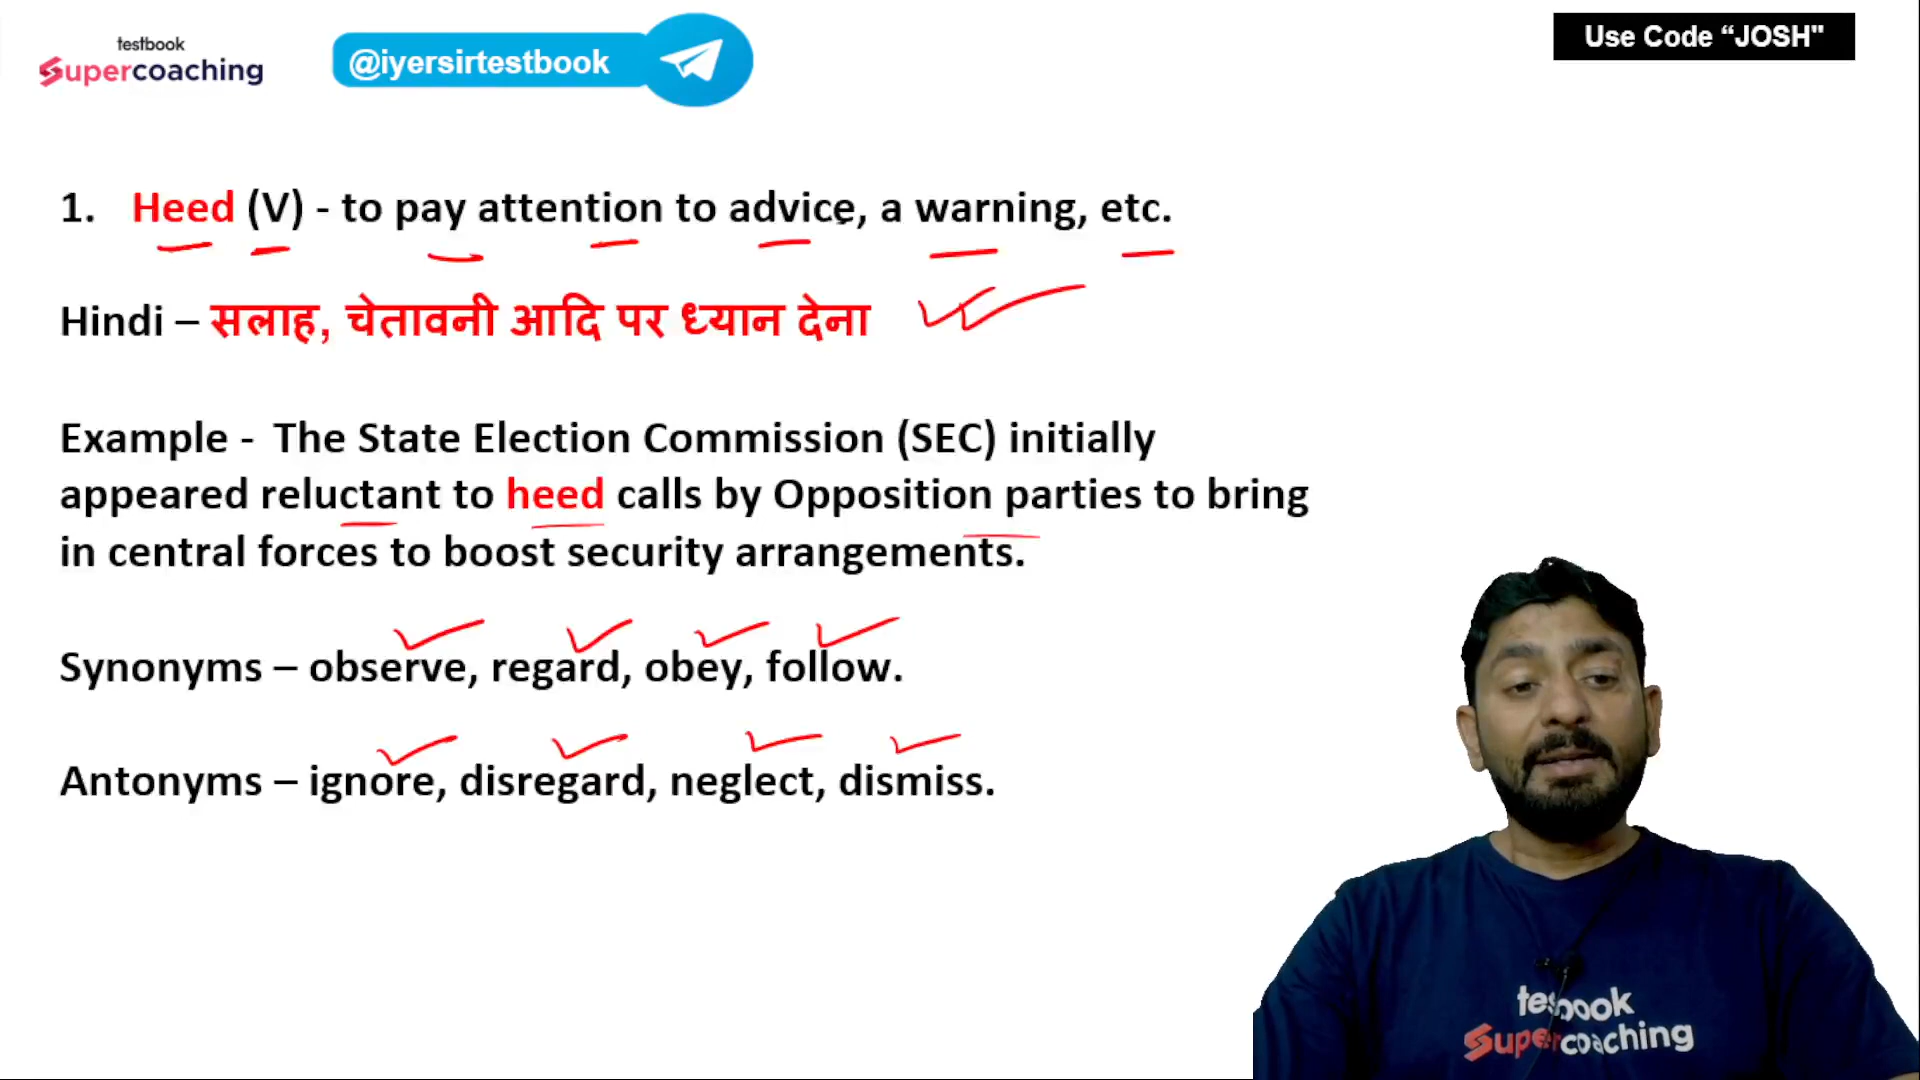 testbook
Supercoaching
@iyersirtestbook
Use Code “JOSH"
1. Heed (V) - to pay attention to advice, a warning, etc.
Hindi – सलाह, चेतावनी आदि पर ध्यान देना
Example - The State Election Commission (SEC) initially
appeared reluctant to heed calls by Opposition parties to bring
in central forces to boost security arrangements.
Synonyms – observe, regard, obey, follow.
Antonyms – ignore, disregard, neglect, dismiss.
testbook
Supercoaching